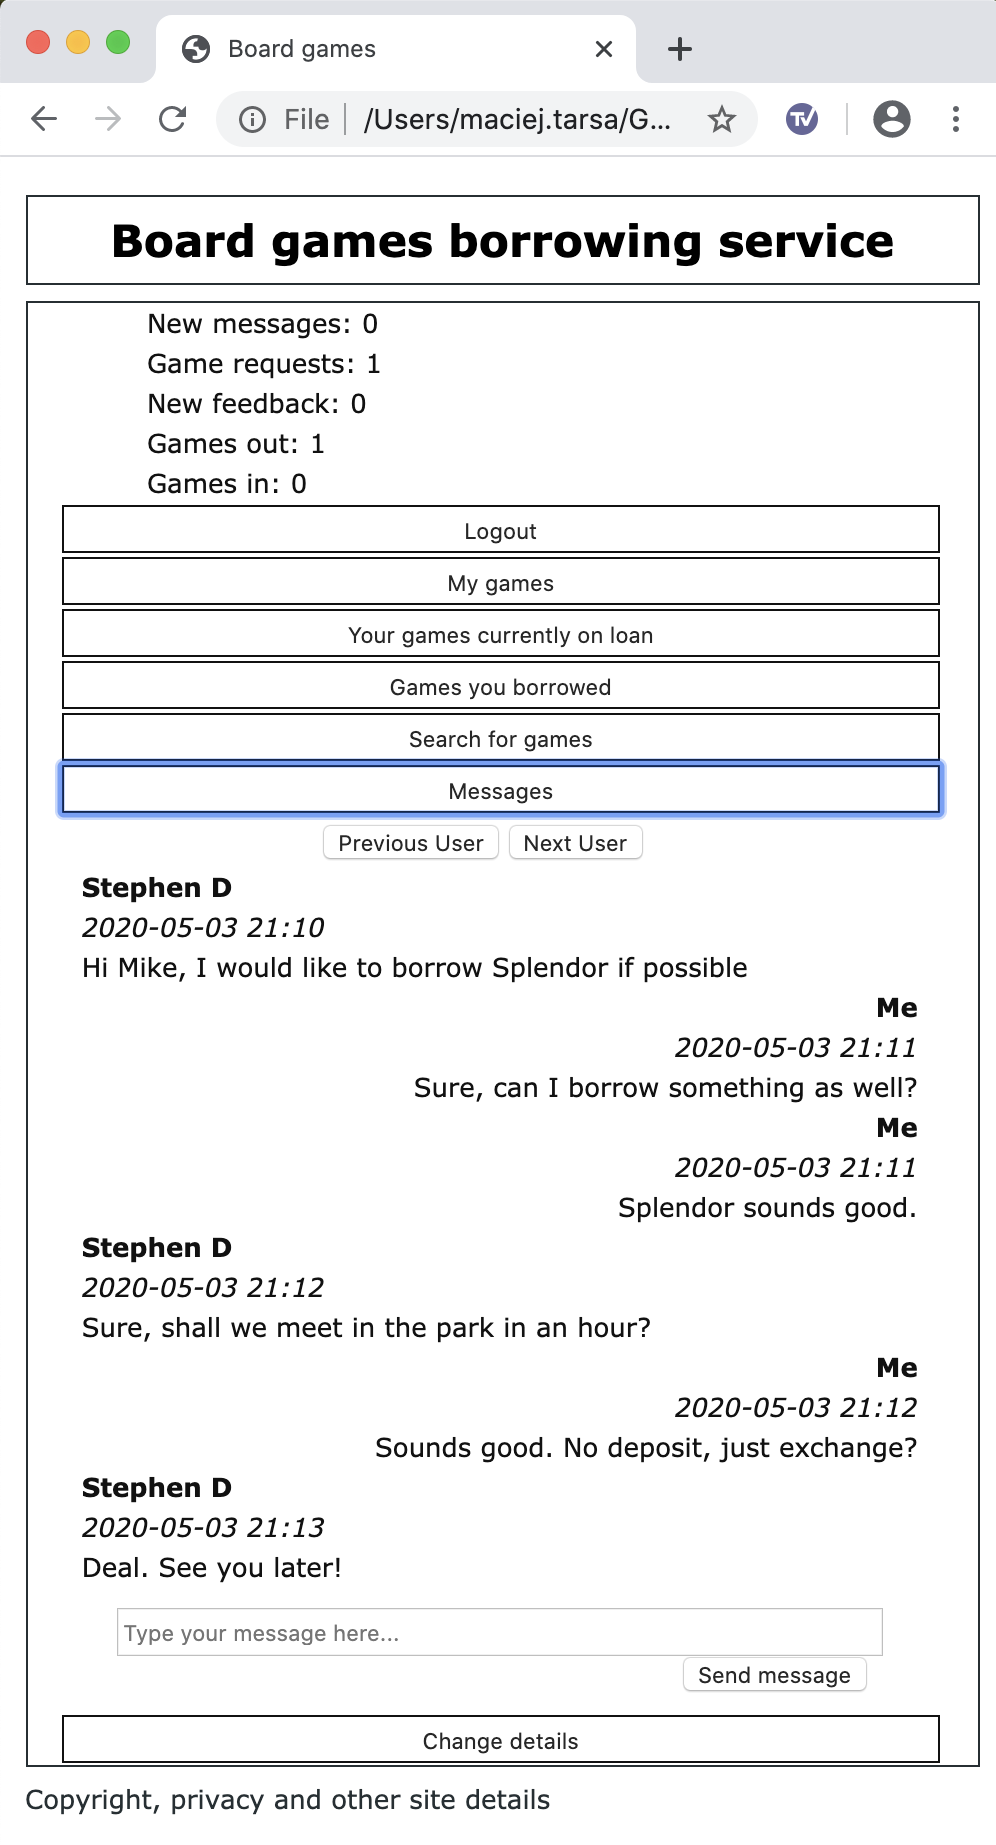 Board games
File
/Users/maciej.tarsa/G...
TV
Board games borrowing service
New messages: 0
Game requests: 1
New feedback: 0
Games out: 1
Games in: 0
Logout
My games
Your games currently on loan
Games you borrowed
Search for games
Messages
Previous User Next User
Stephen D
2020-05-03 21:10
Hi Mike, I would like to borrow Splendor if possible
Me
2020-05-03 21:11
Sure, can I borrow something as well?
Me
2020-05-03 21:11
Splendor sounds good.
Stephen D
2020-05-03 21:12
Sure, shall we meet in the park in an hour?
Me
2020-05-03 21:12
Sounds good. No deposit, just exchange?
Stephen D
2020-05-03 21:13
Deal. See you later!
Type your message here...
Send message
Change details
Copyright, privacy and other site details